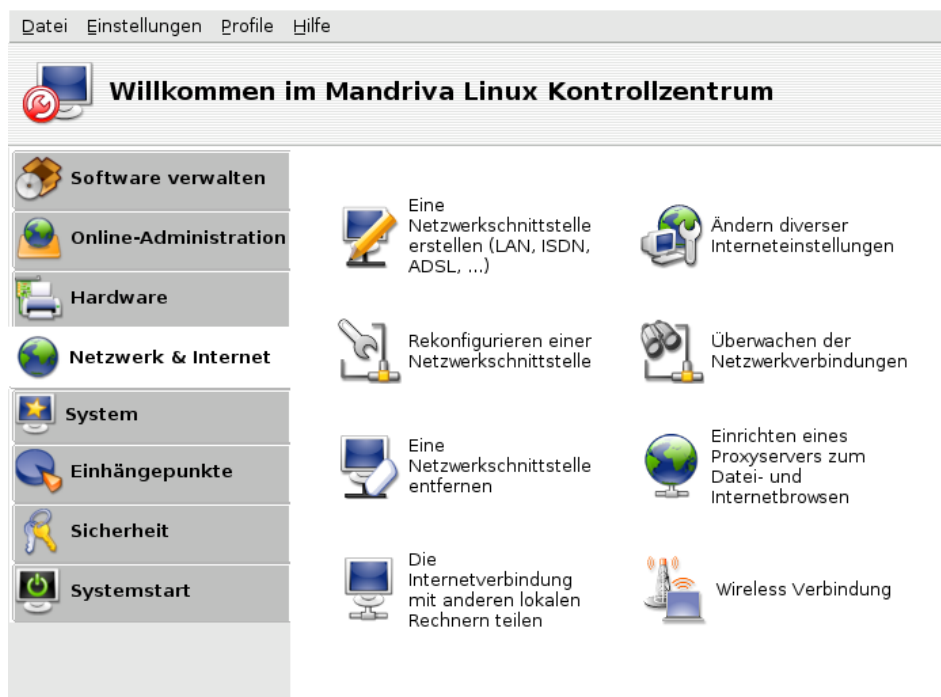 Datei Einstellungen Profile Hilfe
Willkommen im Mandriva Linux Kontrollzentrum
Software verwalten
Online-Administration
Hardware
Netzwerk & Internet
System
Einhängepunkte
Sicherheit
Systemstart
Eine
Netzwerkschnittstelle
erstellen (LAN, ISDN,
ADSL, ...)
Ändern diverser
Interneteinstellungen
Rekonfigurieren einer
Netzwerkschnittstelle
Überwachen der
Netzwerkverbindungen
Eine
Netzwerkschnittstelle
entfernen
Einrichten eines
Proxyservers zum
Datei- und
Internetbrowsen
Die
Internetverbindung
mit anderen lokalen
Rechnern teilen
Wireless Verbindung